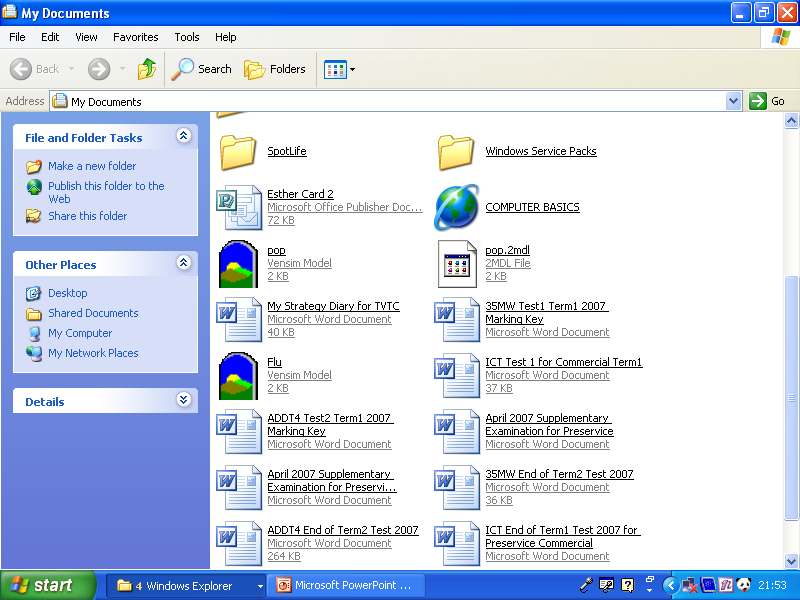 My Documents
File Edit View Favorites Tools Help
Back Search Folders
Address My Documents Go
File and Folder Tasks
Make a new folder
Publish this folder to the
Web
Share this folder
Other Places
Desktop
Shared Documents
My Computer
My Network Places
Details
SpotLife
Windows Service Packs
Esther Card 2
Microsoft Office Publisher Doc...
72 KB
COMPUTER BASICS
pop
Vensim Model
2 KB
pop.2mdl
2MDL File
2 KB
My Strategy Diary for TVTC
Microsoft Word Document
40 KB
35MW Test1 Term1 2007
Marking Key
Microsoft Word Document
Flu
Vensim Model
2 KB
ICT Test 1 for Commercial Term1
Microsoft Word Document
37 KB
ADDT4 Test2 Term1 2007
Marking Key
Microsoft Word Document
April 2007 Supplementary
Examination for Preservice
Microsoft Word Document
April 2007 Supplementary
Examination for Preservi...
Microsoft Word Document
35MW End of Term2 Test 2007
Microsoft Word Document
36 KB
ADDT4 End of Term2 Test 2007
Microsoft Word Document
264 KB
ICT End of Term1 Test 2007 for
Preservice Commercial
Microsoft Word Document
start 4 Windows Explorer Microsoft PowerPoint ... 21:53